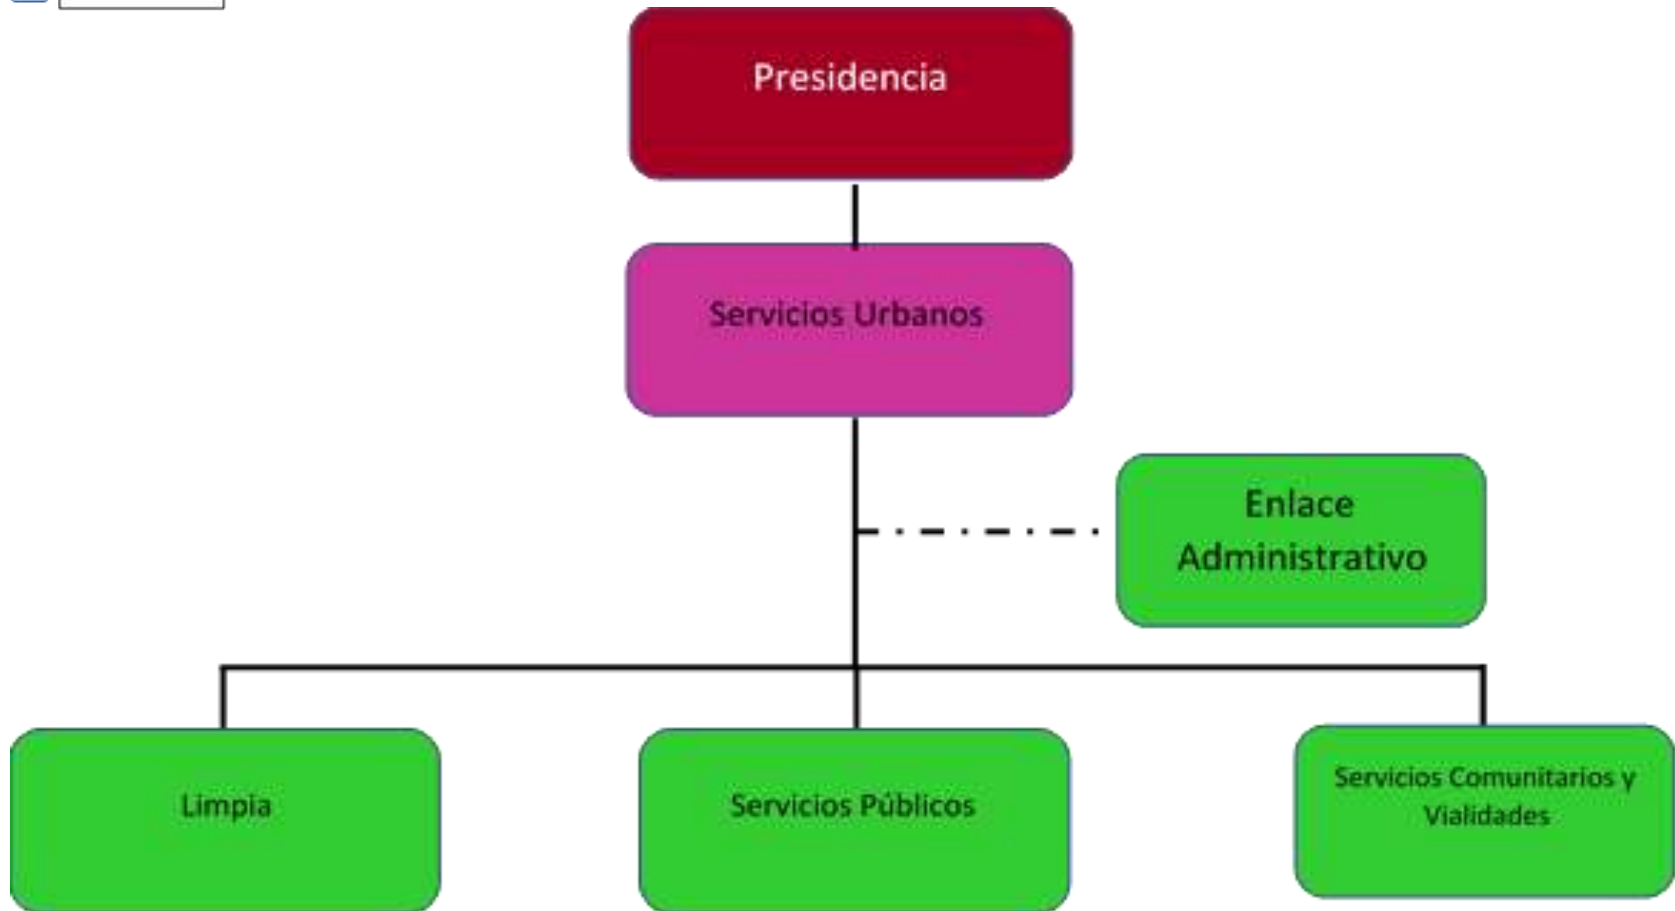 Presidencia
Servicios Urbanos
Enlace
Administrativo
Limpia
Servicios Públicos
Servicios Comunitarios y
Vialidades